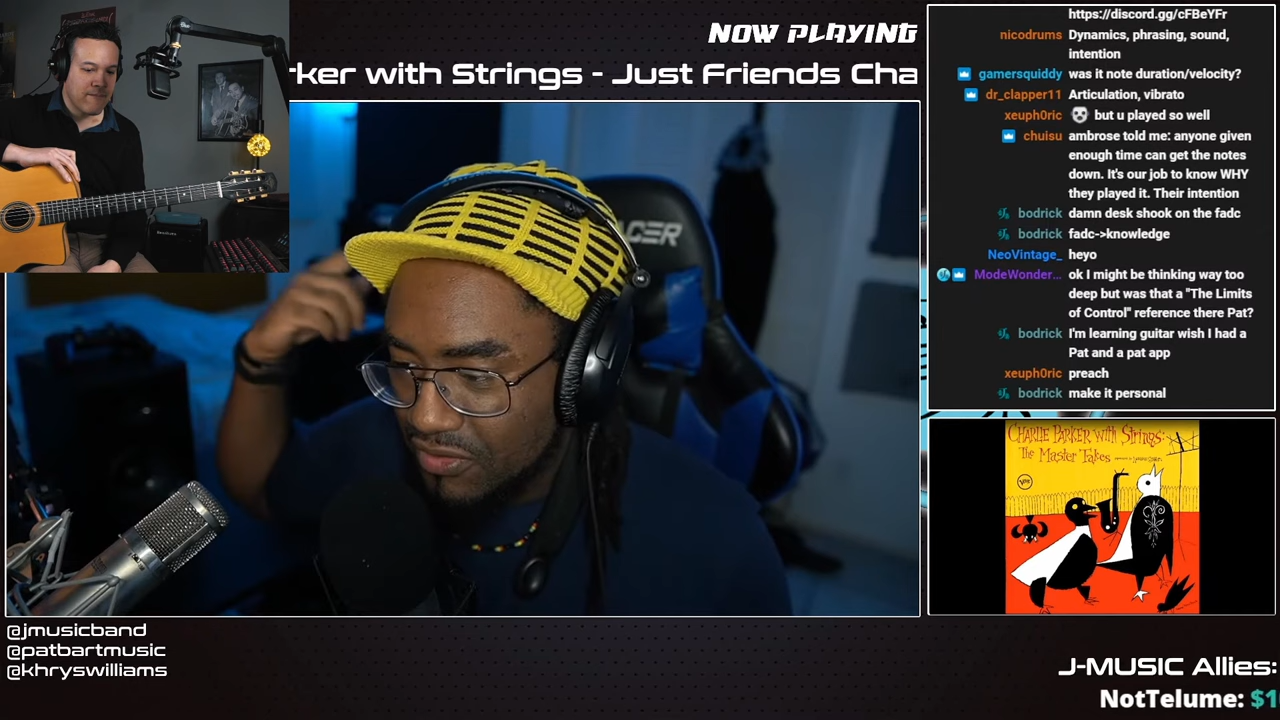 NOW PLAYING
rker with Strings - Just Friends Cha
ACER
https://discord.gg/cFBeYFr
nicodrums Dynamics, phrasing, sound,
intention
gamersquiddy was it note duration/velocity?
dr_clapper11 Articulation, vibrato
xeuph0ric but u played so well
chuisu ambrose told me: anyone given
enough time can get the notes
down. It's our job to know WHY
they played it. Their intention
bodrick damn desk shook on the fadc
bodrick fadc->knowledge
NeoVintage_ heyo
ModeWonder... ok I might be thinking way too
deep but was that a "The Limits
of Control" reference there Pat?
bodrick I'm learning guitar wish I had a
Pat and a pat app
xeuph0ric preach
bodrick make it personal
CHARLIE PARKER WITH STRINGS:
The Master Takes
@jmusicband
@patbartmusic
@khryswilliams
J-MUSIC Allies:
NotTelume: $1